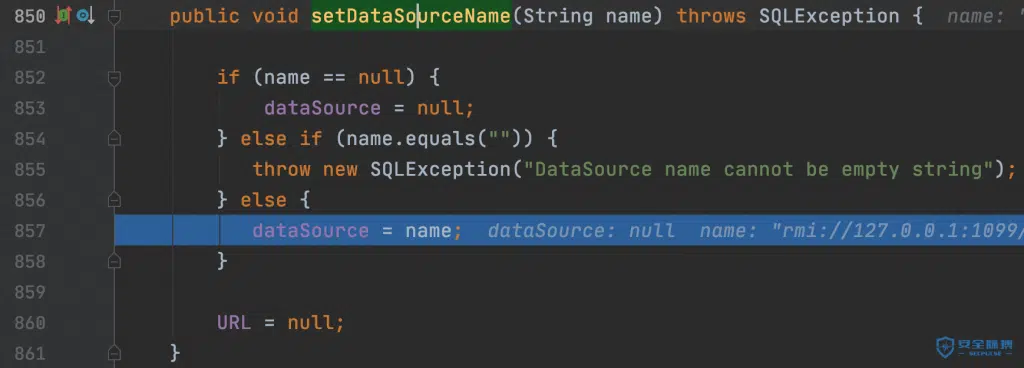 850 public void setDataSourceName(String name) throws SQLException { name: "
851
852 if (name == null) {
853 dataSource = null;
854 } else if (name.equals("")) {
855 throw new SQLException("DataSource name cannot be empty string");
856 } else {
857 dataSource = name; dataSource: null name: "rmi://127.0.0.1:1099/
858 }
859
860 URL = null;
861 }
安全脉搏
SECPULSE